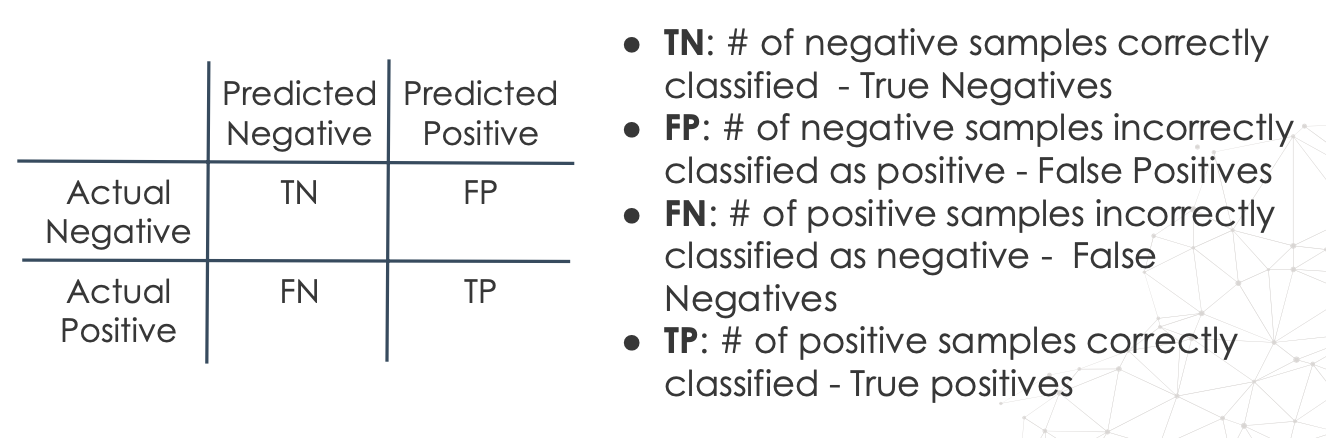 Predicted Negative
Predicted Positive
Actual Negative
TN
FP
Actual Positive
FN
TP
● TN: # of negative samples correctly
classified - True Negatives
● FP: # of negative samples incorrectly
classified as positive - False Positives
● FN: # of positive samples incorrectly
classified as negative - False
Negatives
● TP: # of positive samples correctly
classified - True positives